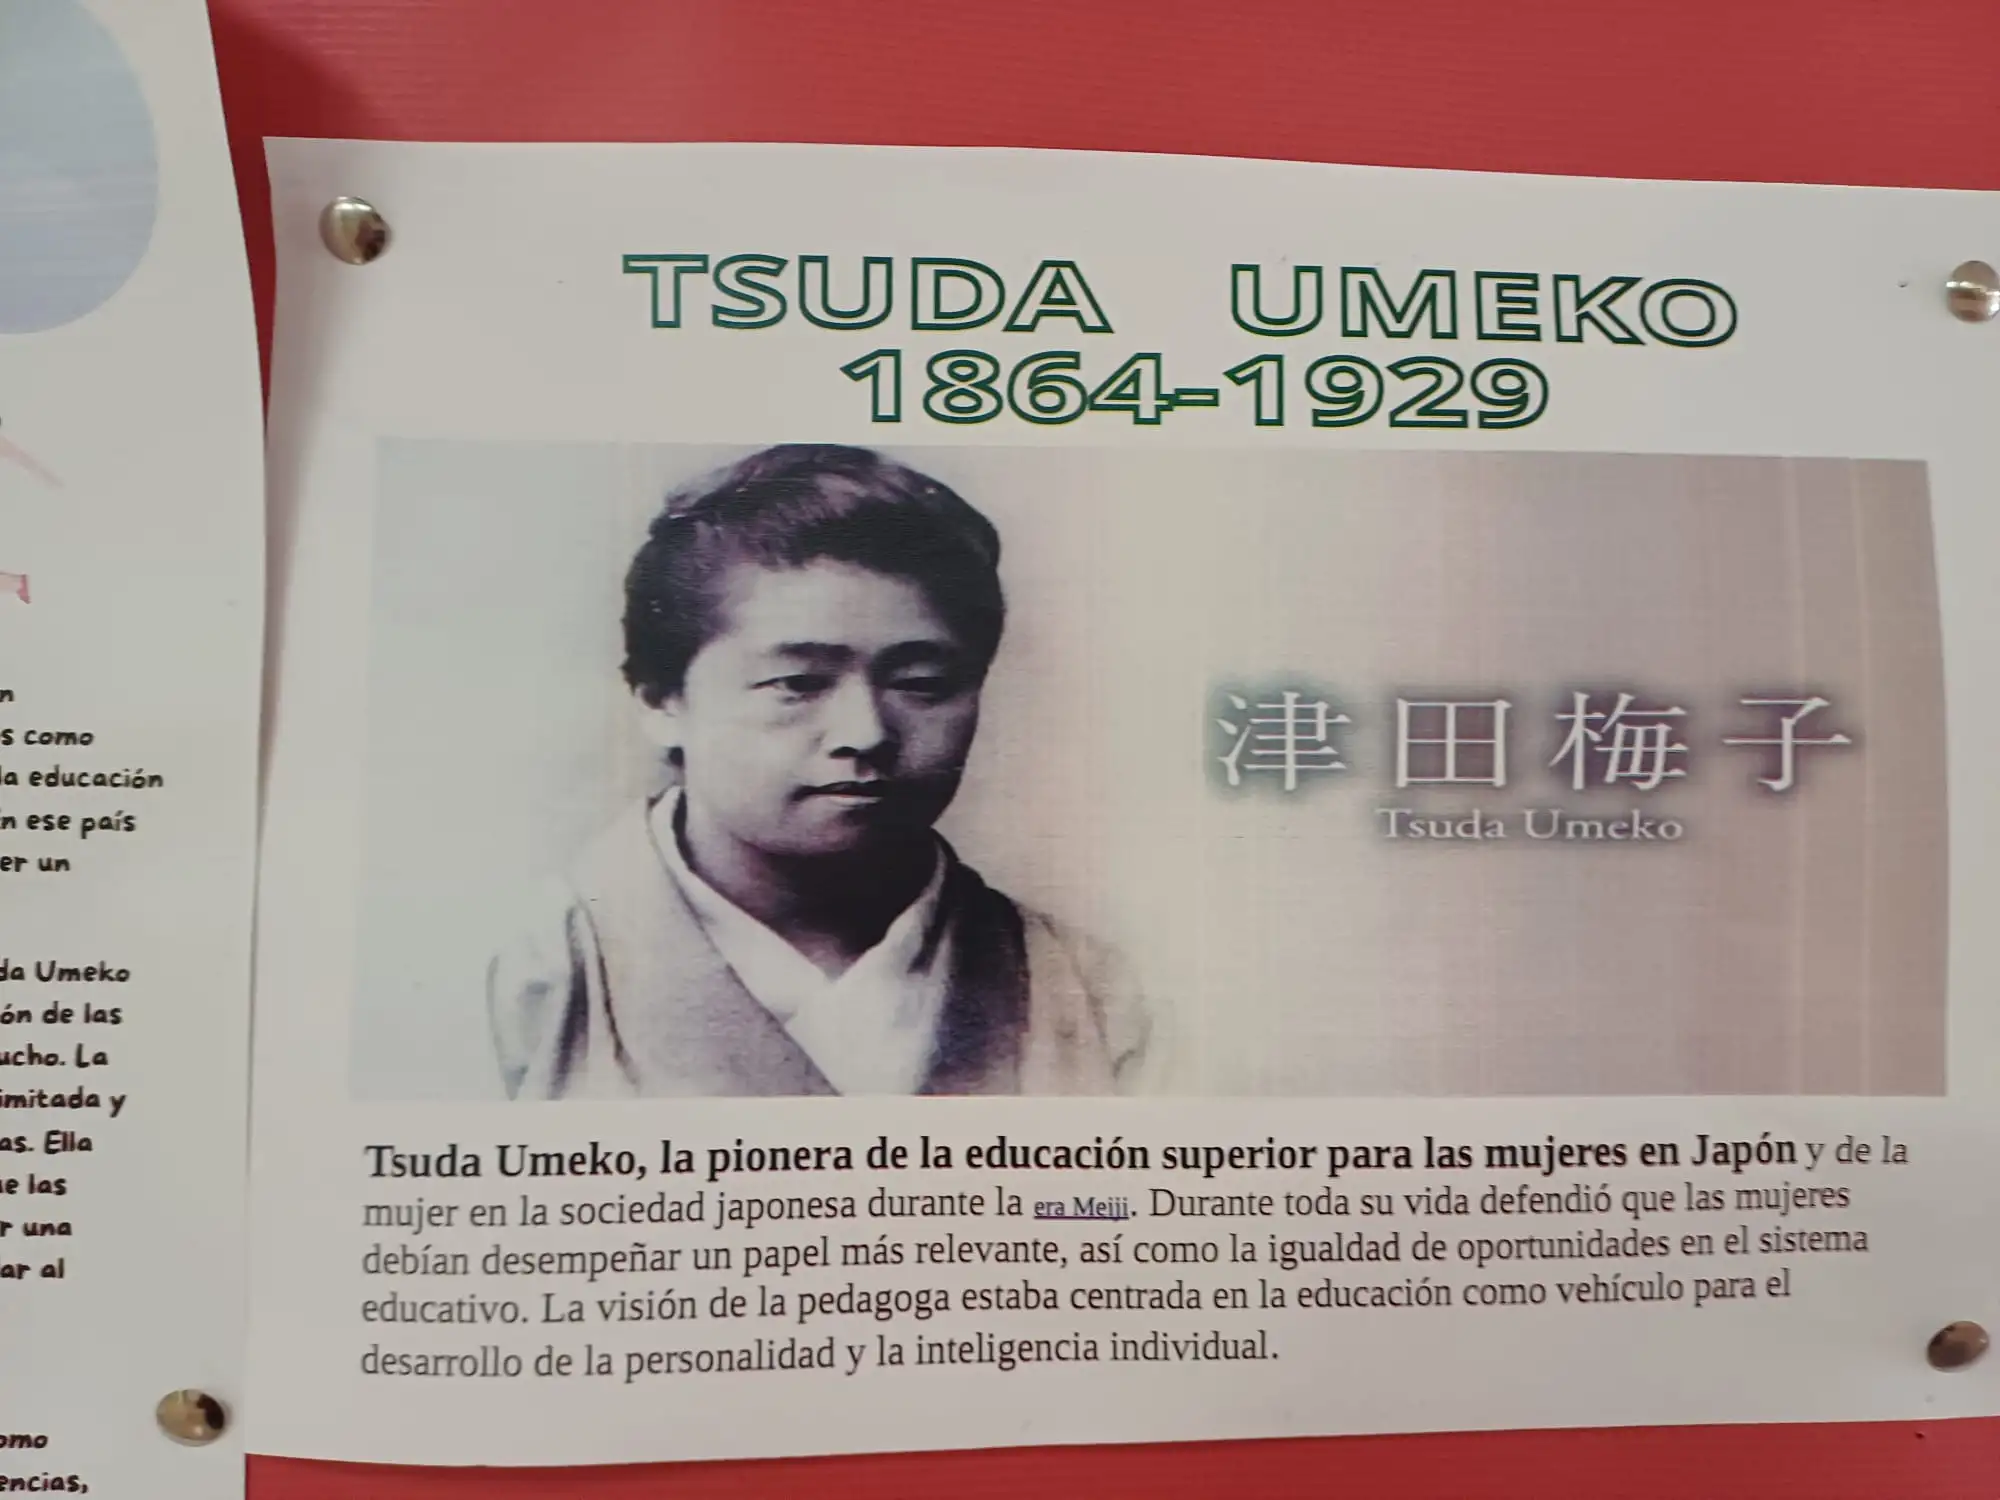 n
s como
la educación
n ese país
er un
da Umeko
ón de las
ucho. La
imitada y
as. Ella
ue las
r una
ar al
omo
encias,
TSUDA UMEKO
1864-1929
津田梅子
Tsuda Umeko
Tsuda Umeko, la pionera de la educación superior para las mujeres en Japón y de la
mujer en la sociedad japonesa durante la era Meiji. Durante toda su vida defendió que las mujeres
debían desempeñar un papel más relevante, así como la igualdad de oportunidades en el sistema
educativo. La visión de la pedagoga estaba centrada en la educación como vehículo para el
desarrollo de la personalidad y la inteligencia individual.